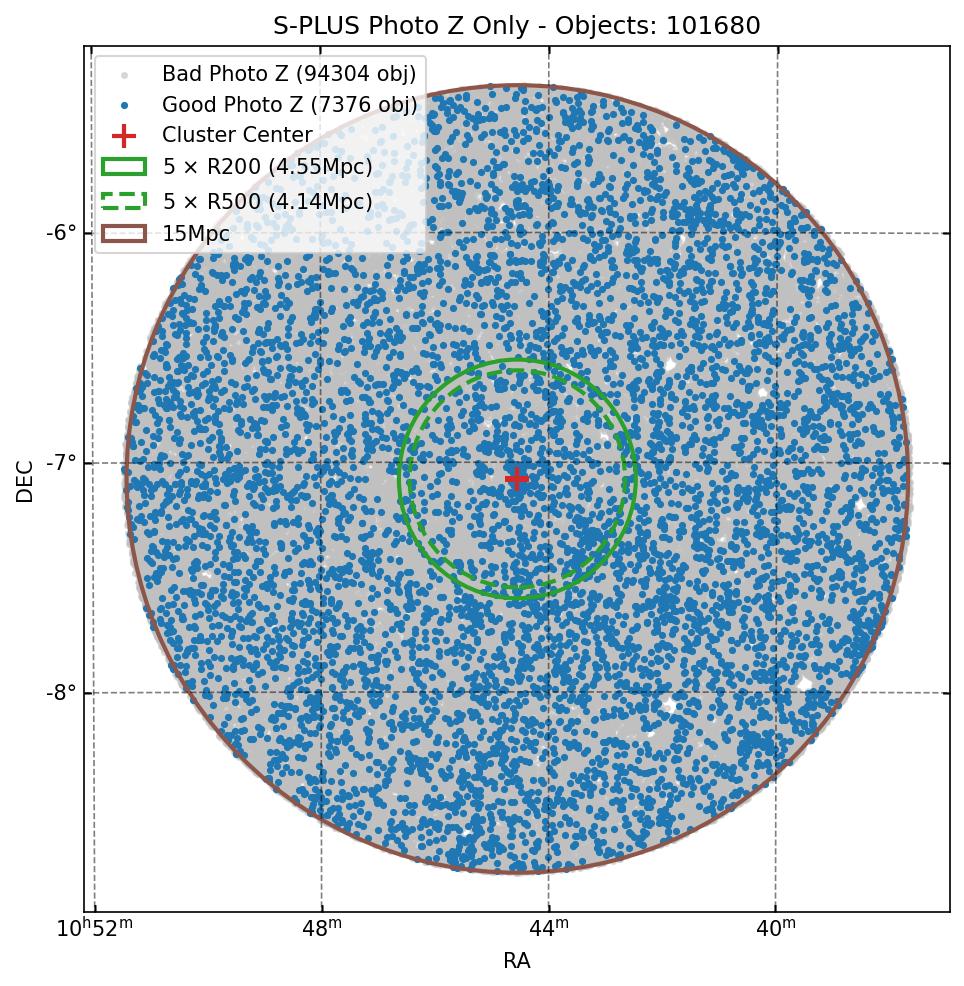 S-PLUS Photo Z Only - Objects: 101680
Bad Photo Z (94304 obj)
Good Photo Z (7376 obj)
Cluster Center
5 × R200 (4.55Mpc)
5 × R500 (4.14Mpc)
15Mpc
-6°
-7°
-8°
DEC
10ʰ52ᵐ 48ᵐ 44ᵐ 40ᵐ
RA